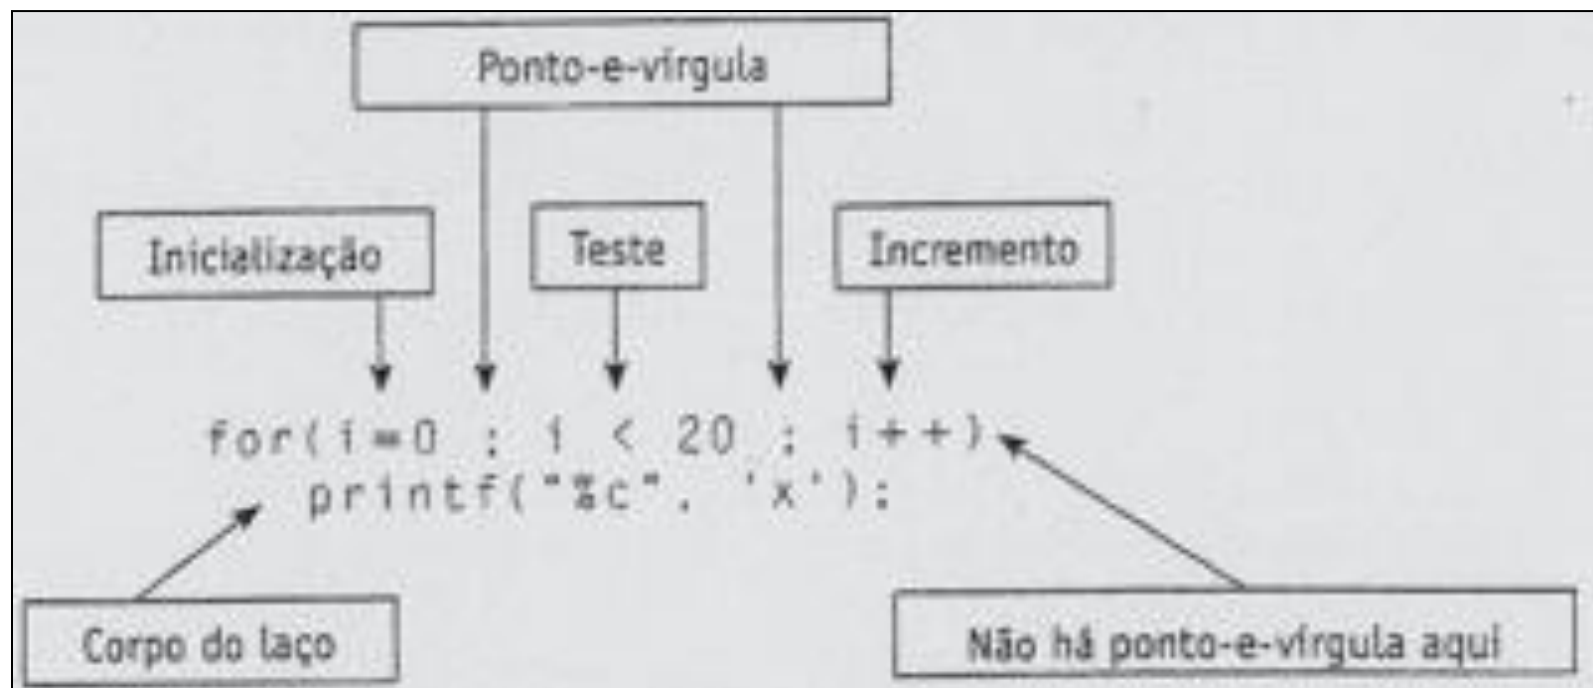 Ponto-e-vírgula
Inicialização
Teste
Incremento
for(i=0 ; i < 20 ; i++)
printf("%c", 'x');
Corpo do laço
Não há ponto-e-vírgula aqui